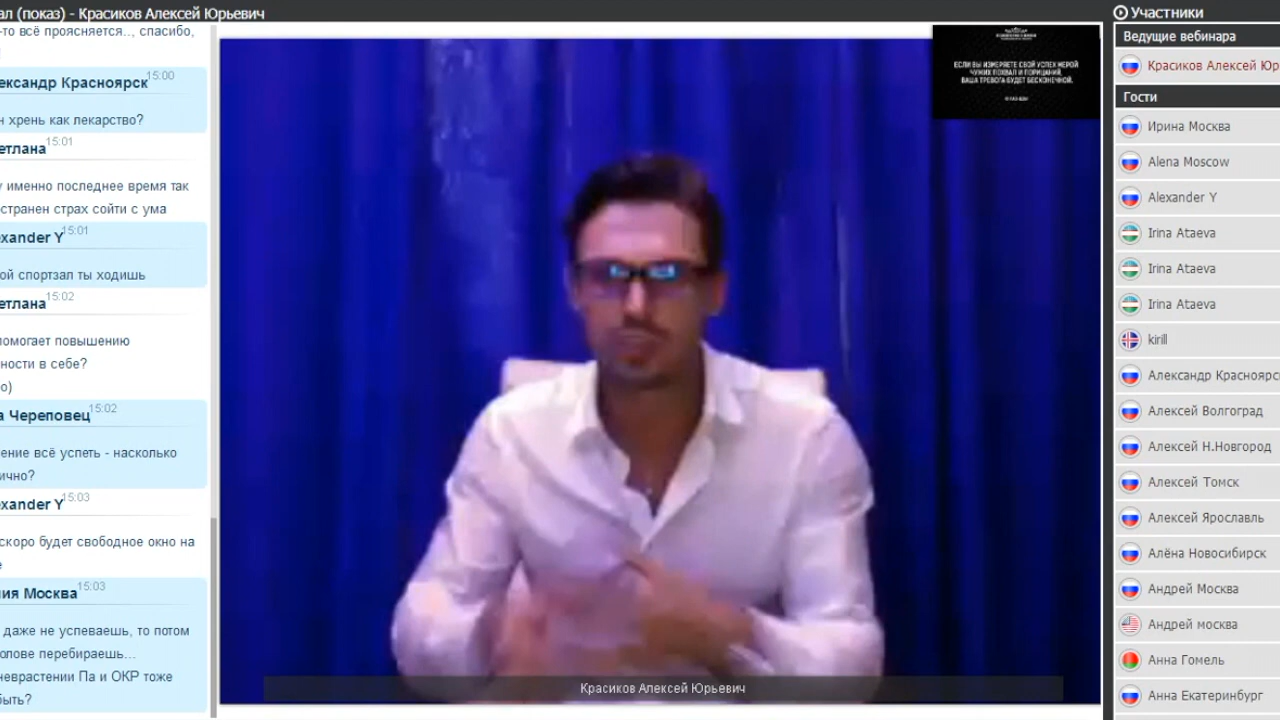 ал (показ) - Красиков Алексей Юрьевич
-то всё проясняется.., спасибо,
!
ександр Красноярск 15:00
н хрень как лекарство?
етлана 15:01
у именно последнее время так
странен страх сойти с ума
exander Y 15:01
ой спортзал ты ходишь
етлана 15:02
помогает повышению
ности в себе?
о)
а Череповец 15:02
ение всё успеть - насколько
ично?
exander Y 15:03
скоро будет свободное окно на
е
ия Москва 15:03
даже не успеваешь, то потом
олове перебираешь...
неврастении Па и ОКР тоже
быть?
ЕСЛИ ВЫ ИЗМЕРЯЕТЕ СВОЙ УСПЕХ МЕРОЙ
ЧУЖИХ ПОХВАЛ И ПОРИЦАНИЙ,
ВАША ТРЕВОГА БУДЕТ БЕСКОНЕЧНОЙ.
Красиков Алексей Юрьевич
Участники
Ведущие вебинара
Красиков Алексей Юр
Гости
Ирина Москва
Alena Moscow
Alexander Y
Irina Ataeva
Irina Ataeva
Irina Ataeva
kirill
Александр Красноярс
Алексей Волгоград
Алексей Н.Новгород
Алексей Томск
Алексей Ярославль
Алёна Новосибирск
Андрей Москва
Андрей москва
Анна Гомель
Анна Екатеринбург